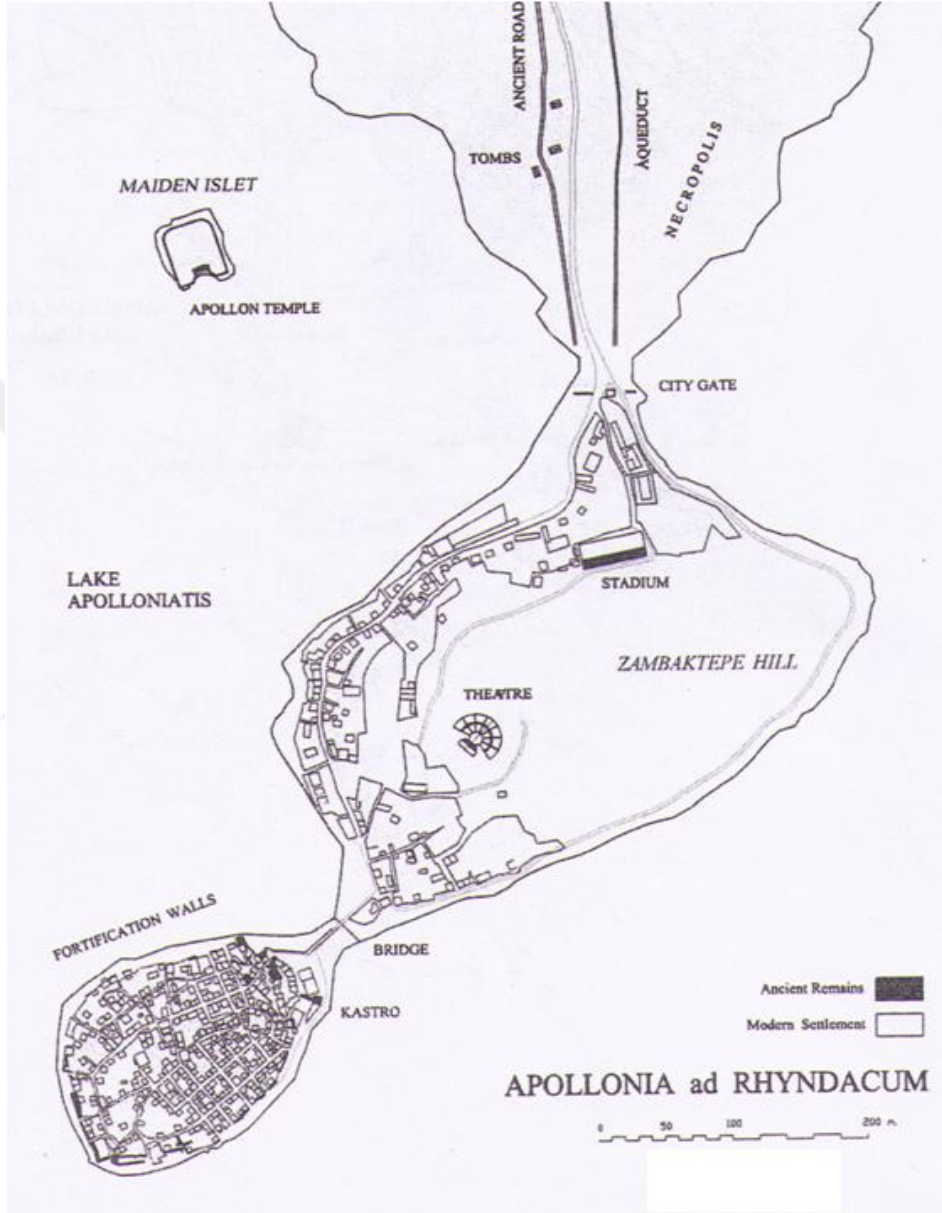 ANCIENT ROAD
AQUEDUCT
TOMBS
NECROPOLIS
MAIDEN ISLET
APOLLON TEMPLE
CITY GATE
STADIUM
LAKE
APOLLONIATIS
ZAMBAKTEPE HILL
THEATRE
FORTIFICATION WALLS
BRIDGE
KASTRO
Ancient Remains
Modern Settlement
APOLLONIA ad RHYNDACUM
0 50 100 200 m.